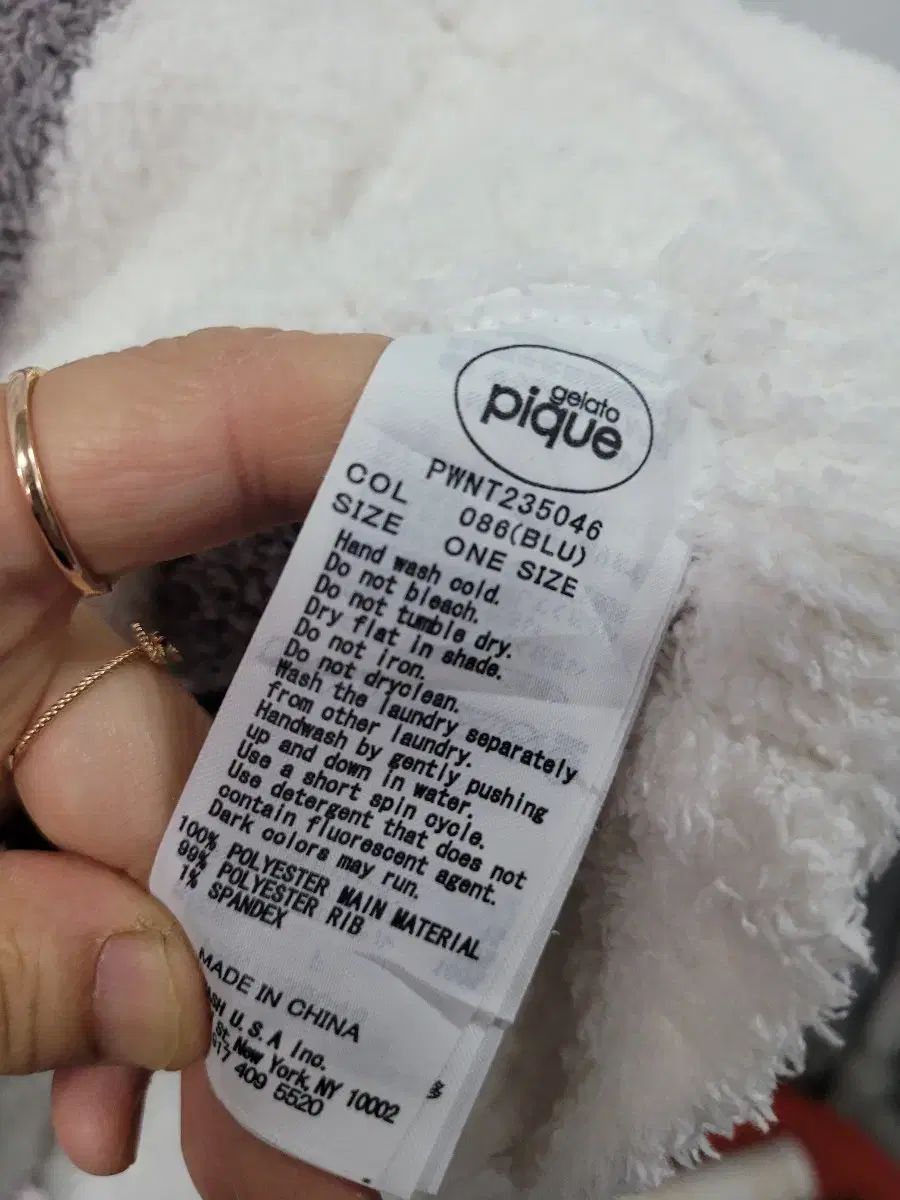 gelato
pique
PWNT235046
COL 086(BLU)
SIZE ONE SIZE
Hand wash cold.
Do not bleach.
Do not tumble dry.
Dry flat in shade.
Do not iron.
Do not dryclean.
Wash the laundry separately
from other laundry.
Handwash by gently pushing
up and down in water.
Use a short spin cycle.
Use detergent that does not
contain fluorescent agent.
Dark colors may run.
100% POLYESTER MAIN MATERIAL
99% POLYESTER RIB
1% SPANDEX
MADE IN CHINA
SH U.S.A Inc.
St, New York, NY 10002
917 409 5520